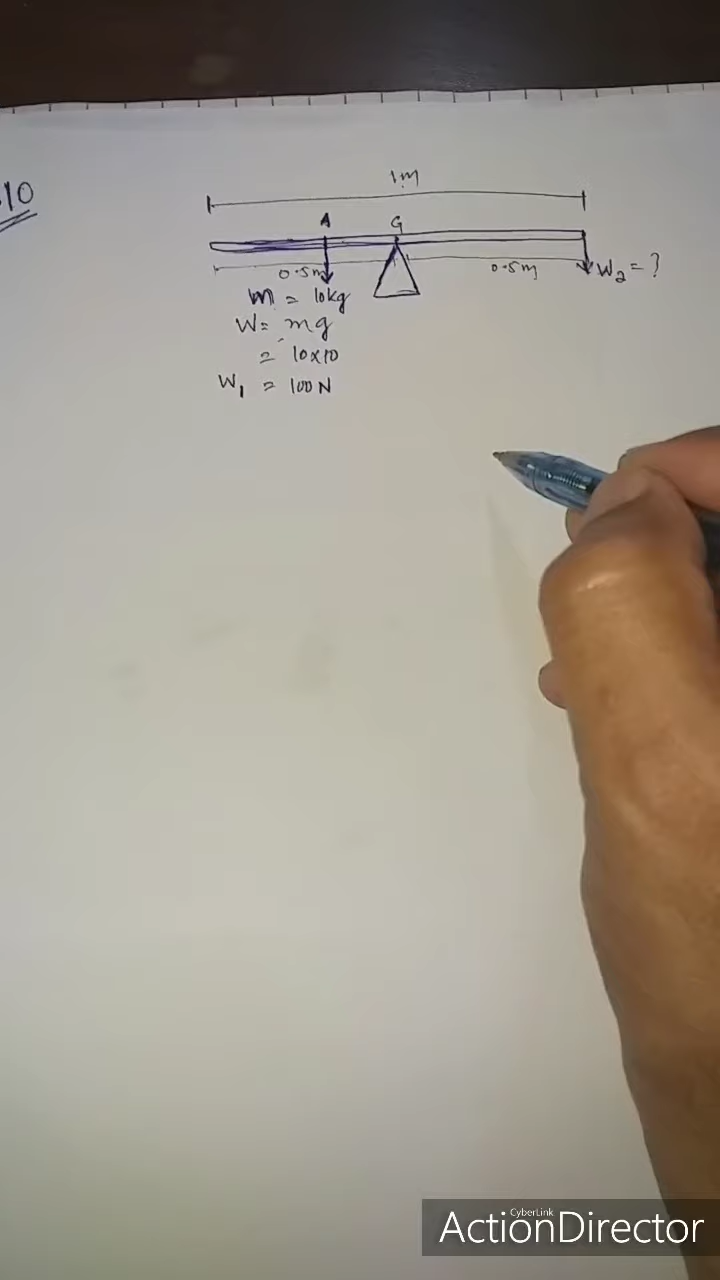 .10
1m
A G
0.5m 0.5m W₂ = ?
m = 10kg
W = mg
= 10x10
W₁ = 100N
CyberLink
ActionDirector